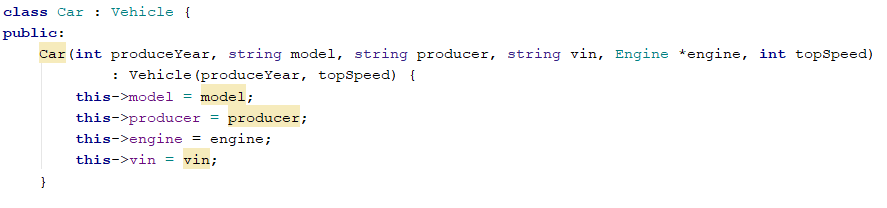 class Car : Vehicle {
public:
    Car(int produceYear, string model, string producer, string vin, Engine *engine, int topSpeed)
            : Vehicle(produceYear, topSpeed) {
        this->model = model;
        this->producer = producer;
        this->engine = engine;
        this->vin = vin;
    }